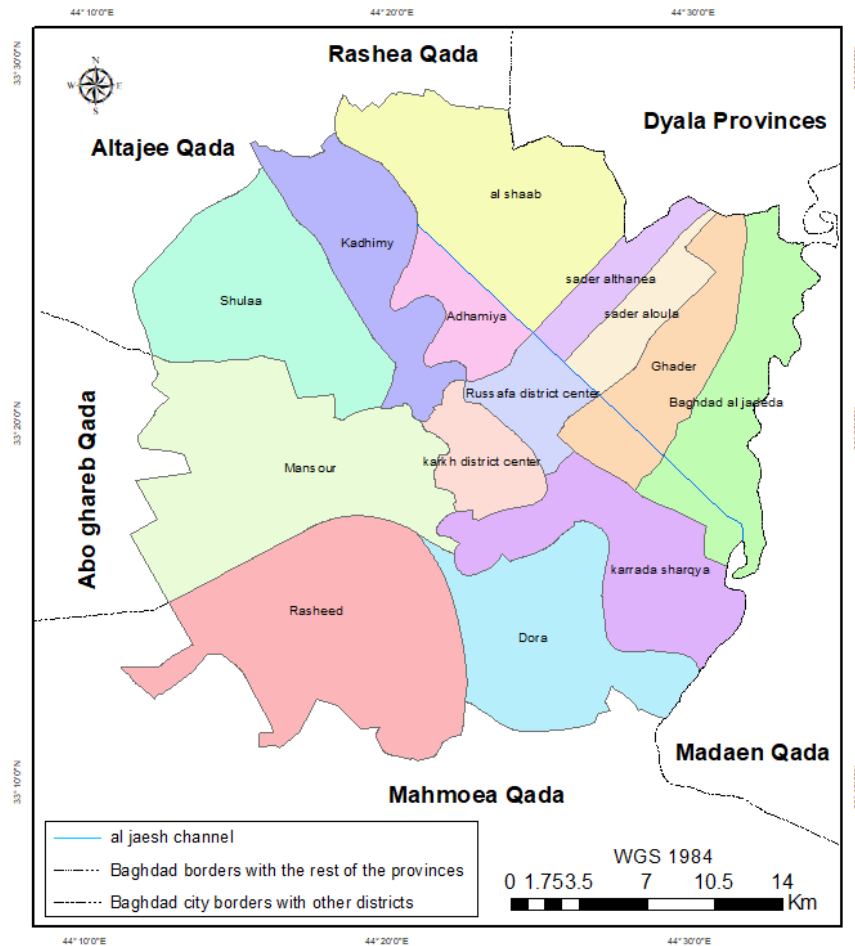 44° 10'0"E 44° 20'0"E 44° 30'0"E
33° 30'0"N
N
W E
S
Rashea Qada
Dyala Provinces
Altajee Qada
al shaab
Kadhimy
sader althanea
Shulaa
sader aloula
Adhamiya
Ghader
Russafa district center
Baghdad al jadeda
33° 20'0"N
Abo ghareb Qada
karkh district center
Mansour
karrada sharqya
Rasheed
Dora
Madaen Qada
33° 10'0"N
Mahmoea Qada
al jaesh channel
Baghdad borders with the rest of the provinces
Baghdad city borders with other districts
WGS 1984
0 1.753.5 7 10.5 14
Km
44° 10'0"E 44° 20'0"E 44° 30'0"E